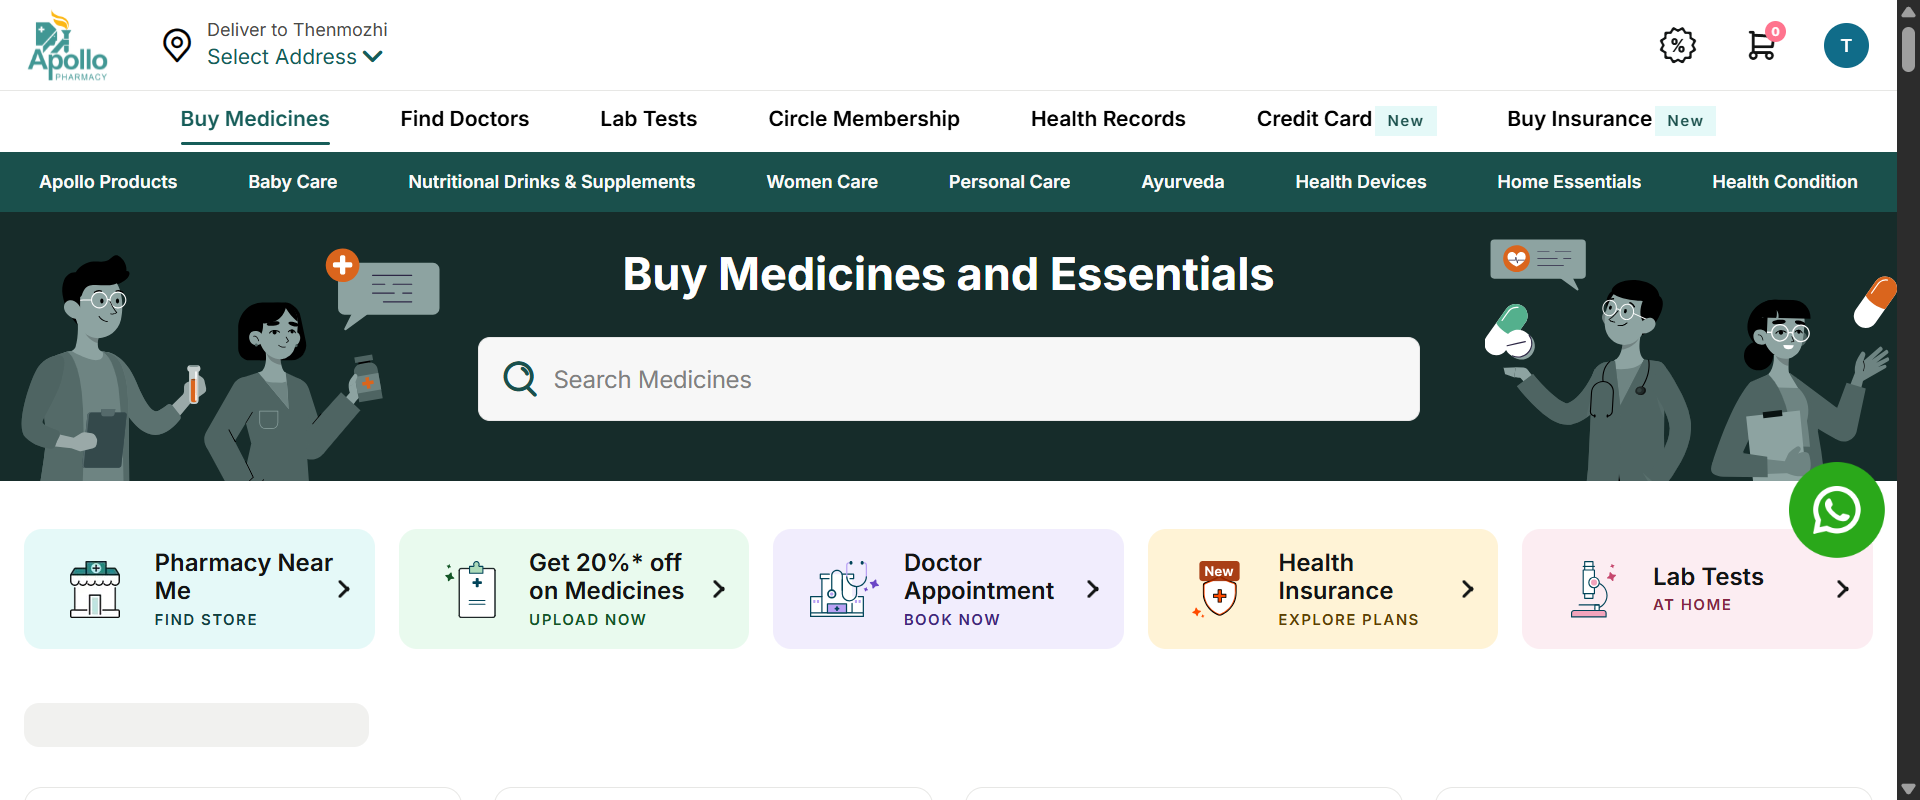 Apollo
PHARMACY
Deliver to Thenmozhi
Select Address
%
0
T
Buy Medicines
Find Doctors
Lab Tests
Circle Membership
Health Records
Credit Card New
Buy Insurance New
Apollo Products
Baby Care
Nutritional Drinks & Supplements
Women Care
Personal Care
Ayurveda
Health Devices
Home Essentials
Health Condition
Buy Medicines and Essentials
Search Medicines
Pharmacy Near
Me
FIND STORE
Get 20%* off
on Medicines
UPLOAD NOW
Doctor
Appointment
BOOK NOW
New
Health
Insurance
EXPLORE PLANS
Lab Tests
AT HOME